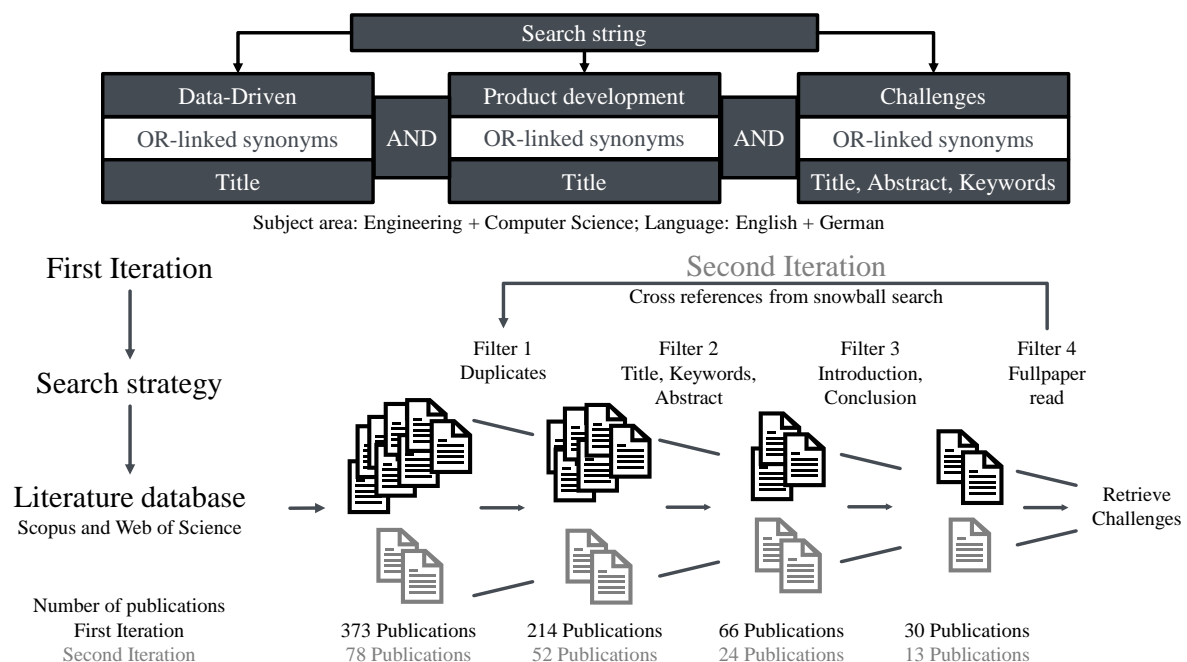 Search string
Data-Driven
OR-linked synonyms
Title
AND
Product development
OR-linked synonyms
Title
AND
Challenges
OR-linked synonyms
Title, Abstract, Keywords
Subject area: Engineering + Computer Science; Language: English + German
First Iteration
Search strategy
Literature database
Scopus and Web of Science
Second Iteration
Cross references from snowball search
Filter 1
Duplicates
Filter 2
Title, Keywords,
Abstract
Filter 3
Introduction,
Conclusion
Filter 4
Fullpaper
read
Retrieve
Challenges
Number of publications
First Iteration
373 Publications
214 Publications
66 Publications
30 Publications
Second Iteration
78 Publications
52 Publications
24 Publications
13 Publications